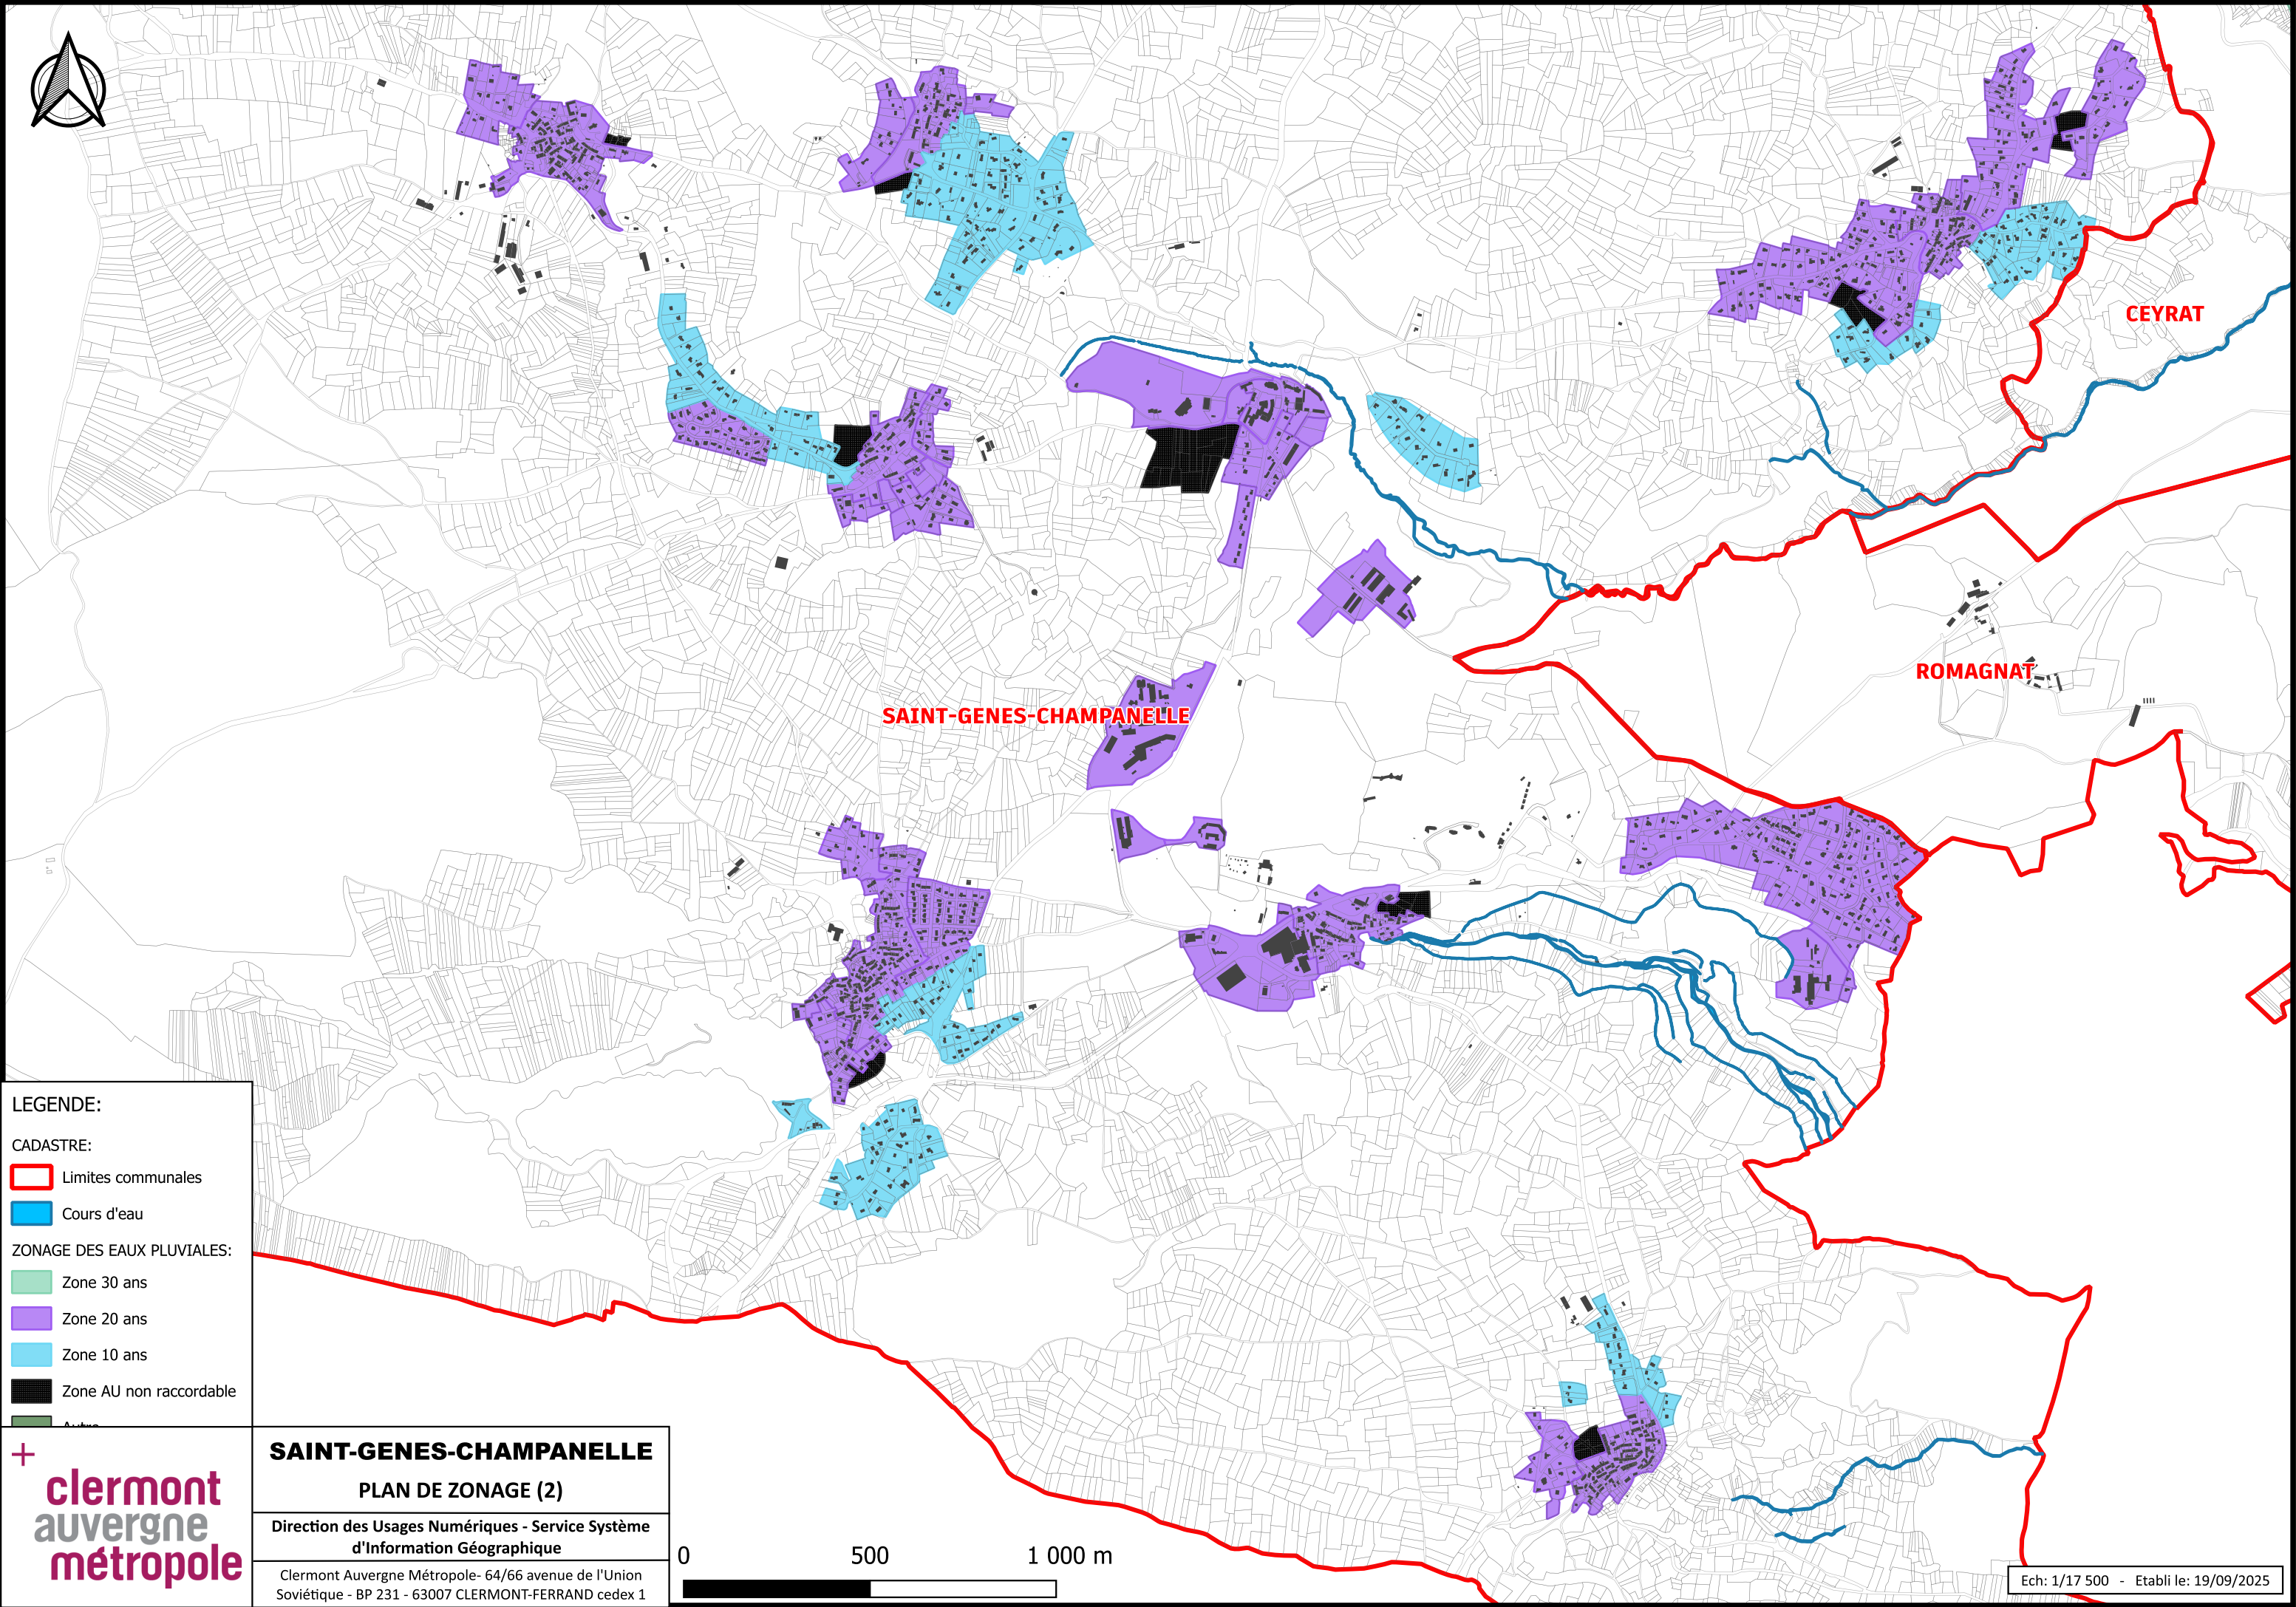 CEYRAT
ROMAGNAT
SAINT-GENES-CHAMPANELLE
LEGENDE:
CADASTRE:
Limites communales
Cours d'eau
ZONAGE DES EAUX PLUVIALES:
Zone 30 ans
Zone 20 ans
Zone 10 ans
Zone AU non raccordable
Autre
+
clermont
auvergne
métropole
SAINT-GENES-CHAMPANELLE
PLAN DE ZONAGE (2)
Direction des Usages Numériques - Service Système
d'Information Géographique
Clermont Auvergne Métropole- 64/66 avenue de l'Union
Soviétique - BP 231 - 63007 CLERMONT-FERRAND cedex 1
0 500 1 000 m
Ech: 1/17 500 - Etabli le: 19/09/2025